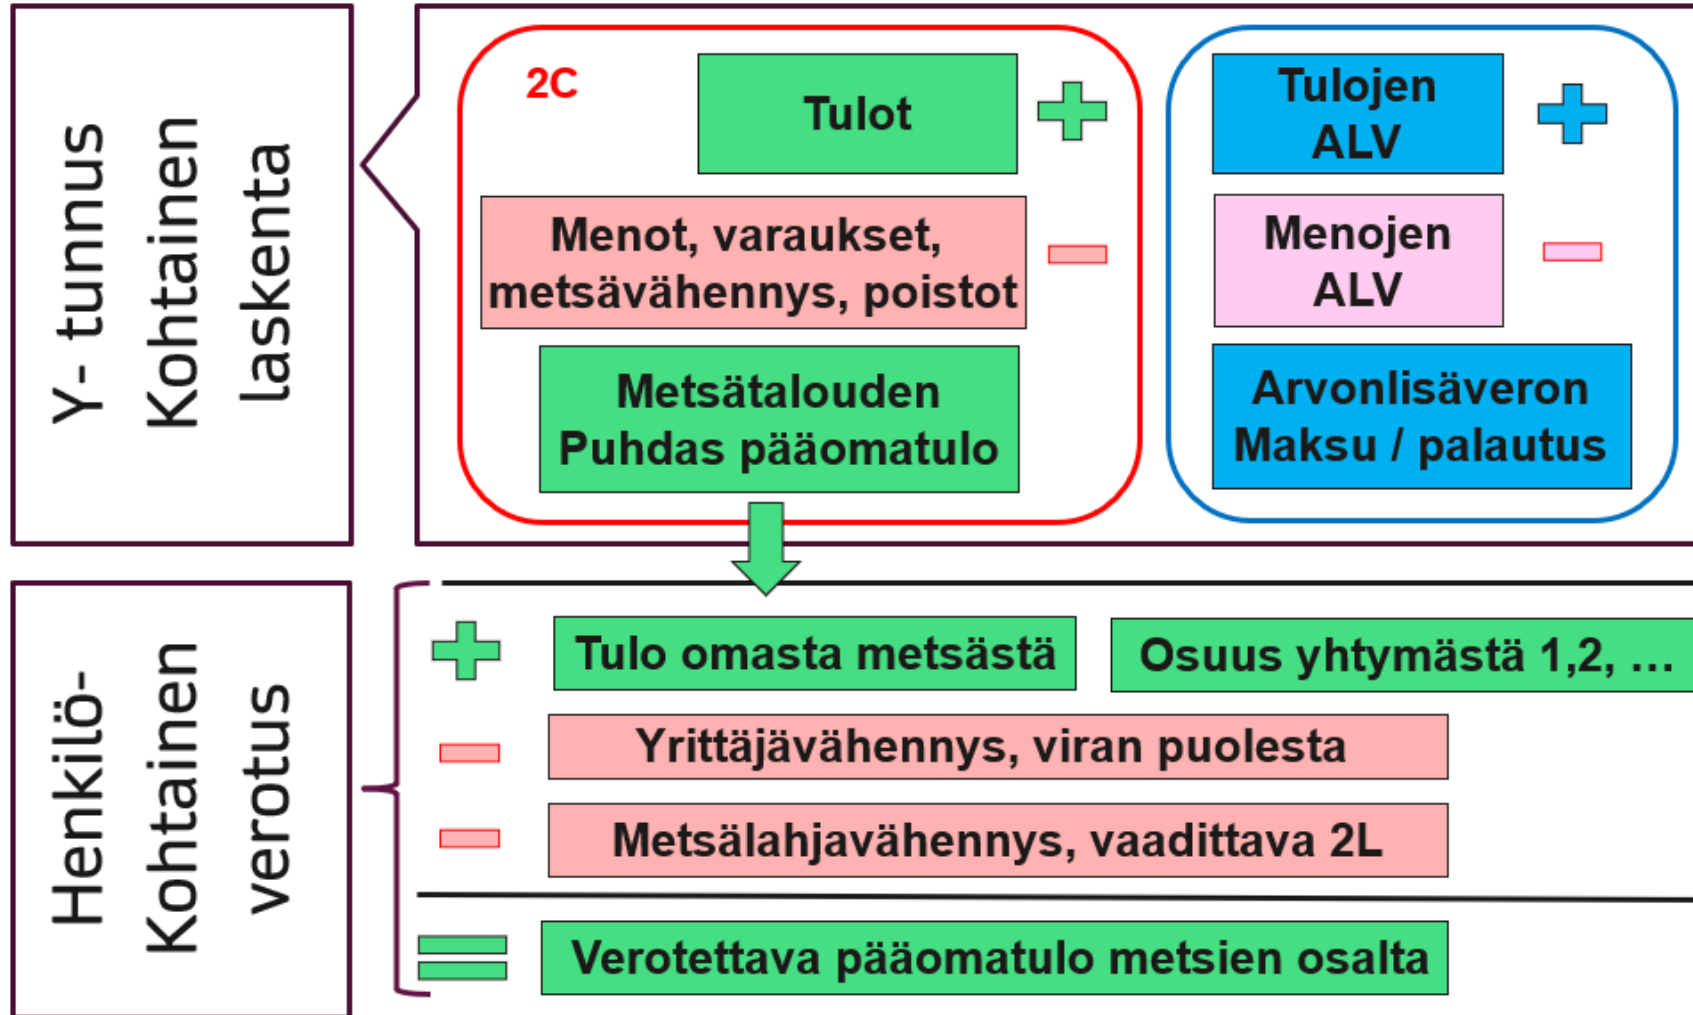 Y- tunnus
Kohtainen
laskenta
2C
Tulot
Menot, varaukset,
metsävähennys, poistot
Metsätalouden
Puhdas pääomatulo
Tulojen
ALV
Menojen
ALV
Arvonlisäveron
Maksu / palautus
Henkilö-
Kohtainen
verotus
Tulo omasta metsästä
Osuus yhtymästä 1,2, …
Yrittäjävähennys, viran puolesta
Metsälahjavähennys, vaadittava 2L
Verotettava pääomatulo metsien osalta